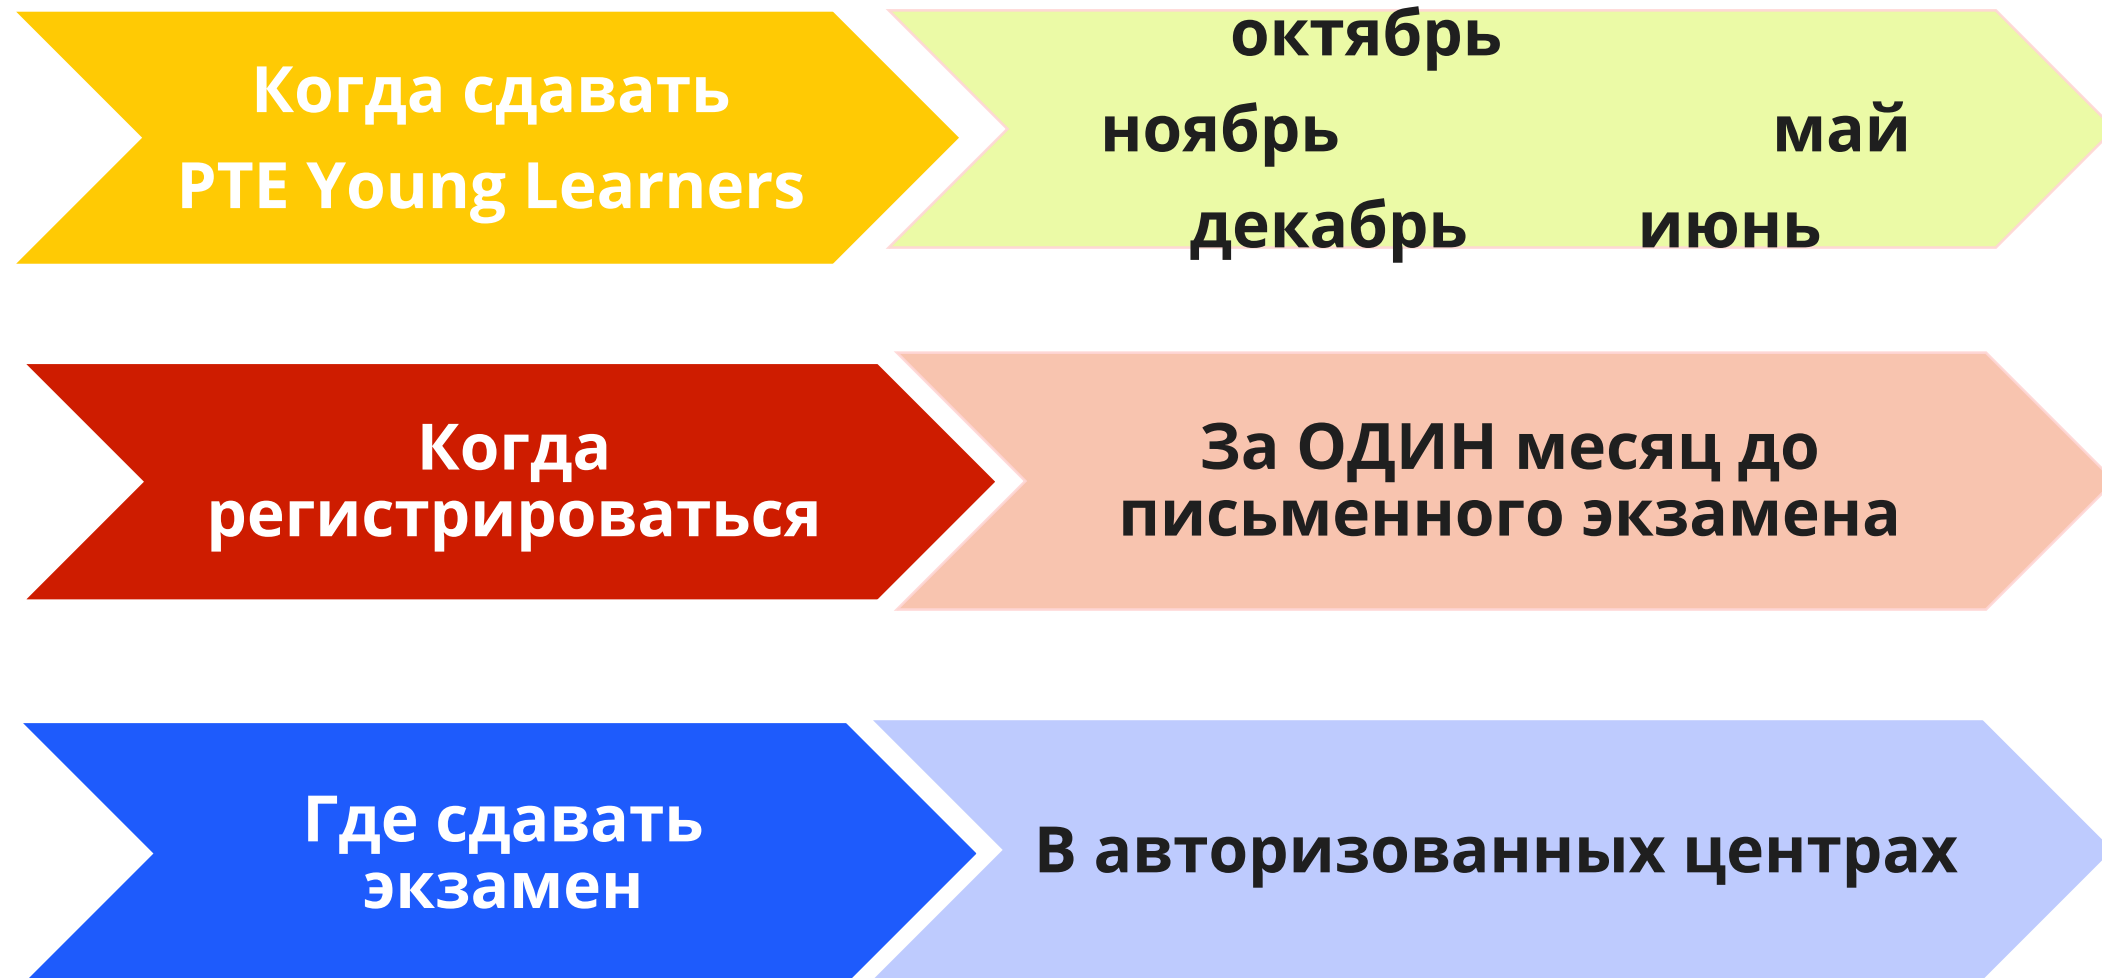 Когда сдавать
PTE Young Learners
октябрь
ноябрь май
декабрь июнь
Когда
регистрироваться
За ОДИН месяц до
письменного экзамена
Где сдавать
экзамен
В авторизованных центрах